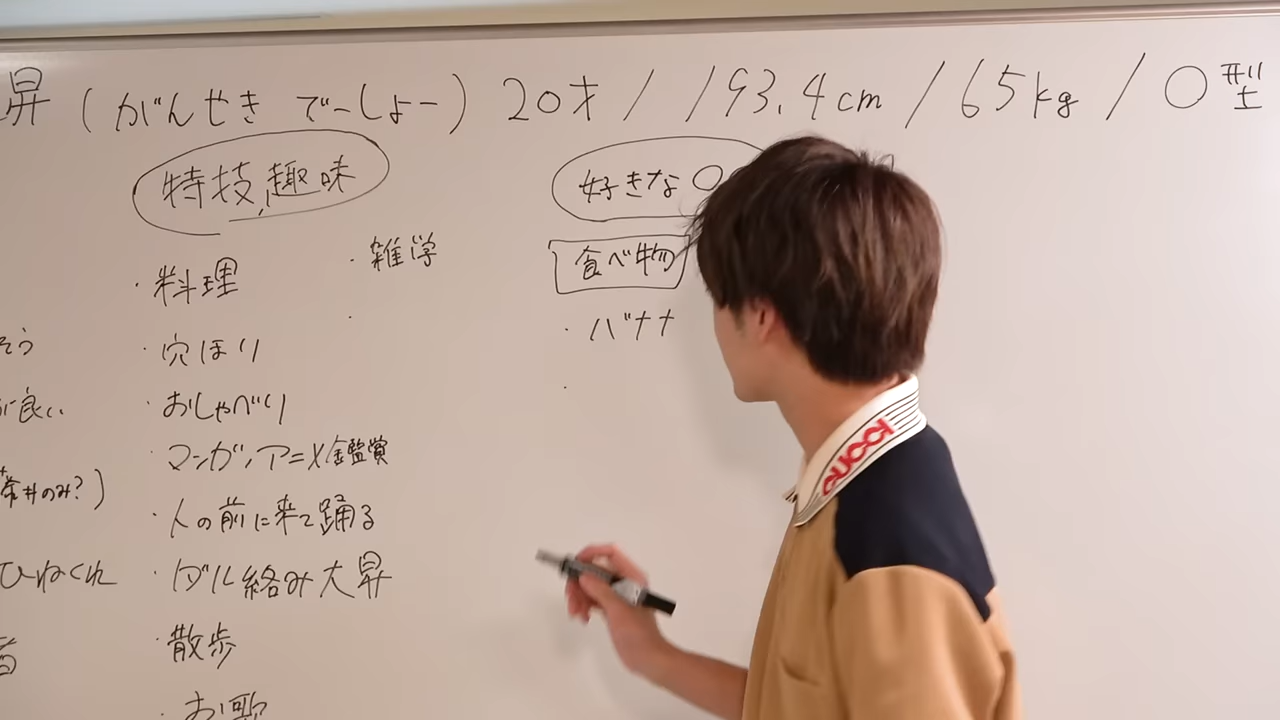 昇 (がんせき でーしょー) 20才 / 193.4cm / 65kg / ○型
特技,趣味
・料理
・穴ほり
・おしゃべり
・マンガ、アニメ鑑賞
・人の前に来て踊る
・ダル絡み大昇
・散歩
・お歌
・雑学
・
好きな○
食べ物
・バナナ
・
そう
が良い
のみ?)
ひねくれ